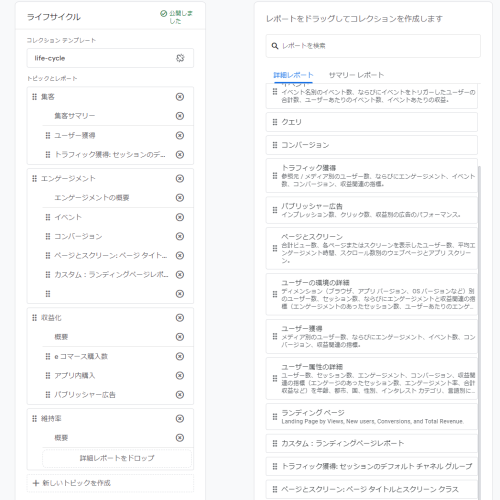 ライフサイクル
公開しま
した
コレクション テンプレート
life-cycle
トピックとレポート
集客
集客サマリー
ユーザー獲得
トラフィック獲得: セッションのデ...
エンゲージメント
エンゲージメントの概要
イベント
コンバージョン
ページとスクリーン: ページ タイト...
カスタム：ランディングページレポ...
収益化
概要
e コマース購入数
アプリ内購入
パブリッシャー広告
維持率
概要
詳細レポートをドロップ
新しいトピックを作成
レポートをドラッグしてコレクションを作成します
レポートを検索
詳細レポート
サマリー レポート
イベント
イベント名別のイベント数、ならびにイベントをトリガーしたユーザーの
合計数、ユーザーあたりのイベント数、イベントあたりの収益。
クエリ
コンバージョン
トラフィック獲得
参照元 / メディア別のユーザー数、ならびにエンゲージメント、イベント
数、コンバージョン、収益関連の指標。
パブリッシャー広告
インプレッション数、クリック数、収益別の広告のパフォーマンス。
ページとスクリーン
合計ビュー数、各ページまたはスクリーンを表示したユーザー数、平均エ
ンゲージメント時間、スクロール数別のウェブページとアプリ スクリー
ン。
ユーザーの環境の詳細
ディメンション（ブラウザ、アプリ バージョン、OS バージョンなど）別
のユーザー数、セッション数、ならびにエンゲージメントと収益関連の指
標（エンゲージメントのあったセッション数、ユーザーあたりのエンゲ...
ユーザー獲得
メディア別のユーザー数、ならびにエンゲージメント、イベント数、コン
バージョン、収益関連の指標。
ユーザー属性の詳細
ユーザー数、セッション数、エンゲージメント、コンバージョン、収益関
連の指標（エンゲージのあったセッション数、エンゲージメント率、合計
収益など）を年齢、都市、国、性別、インタレスト カテゴリ、言語別に...
ランディング ページ
Landing Page by Views, New users, Conversions, and Total Revenue.
カスタム：ランディングページレポート
トラフィック獲得: セッションのデフォルト チャネル グループ
ページとスクリーン: ページ タイトルとスクリーン クラス